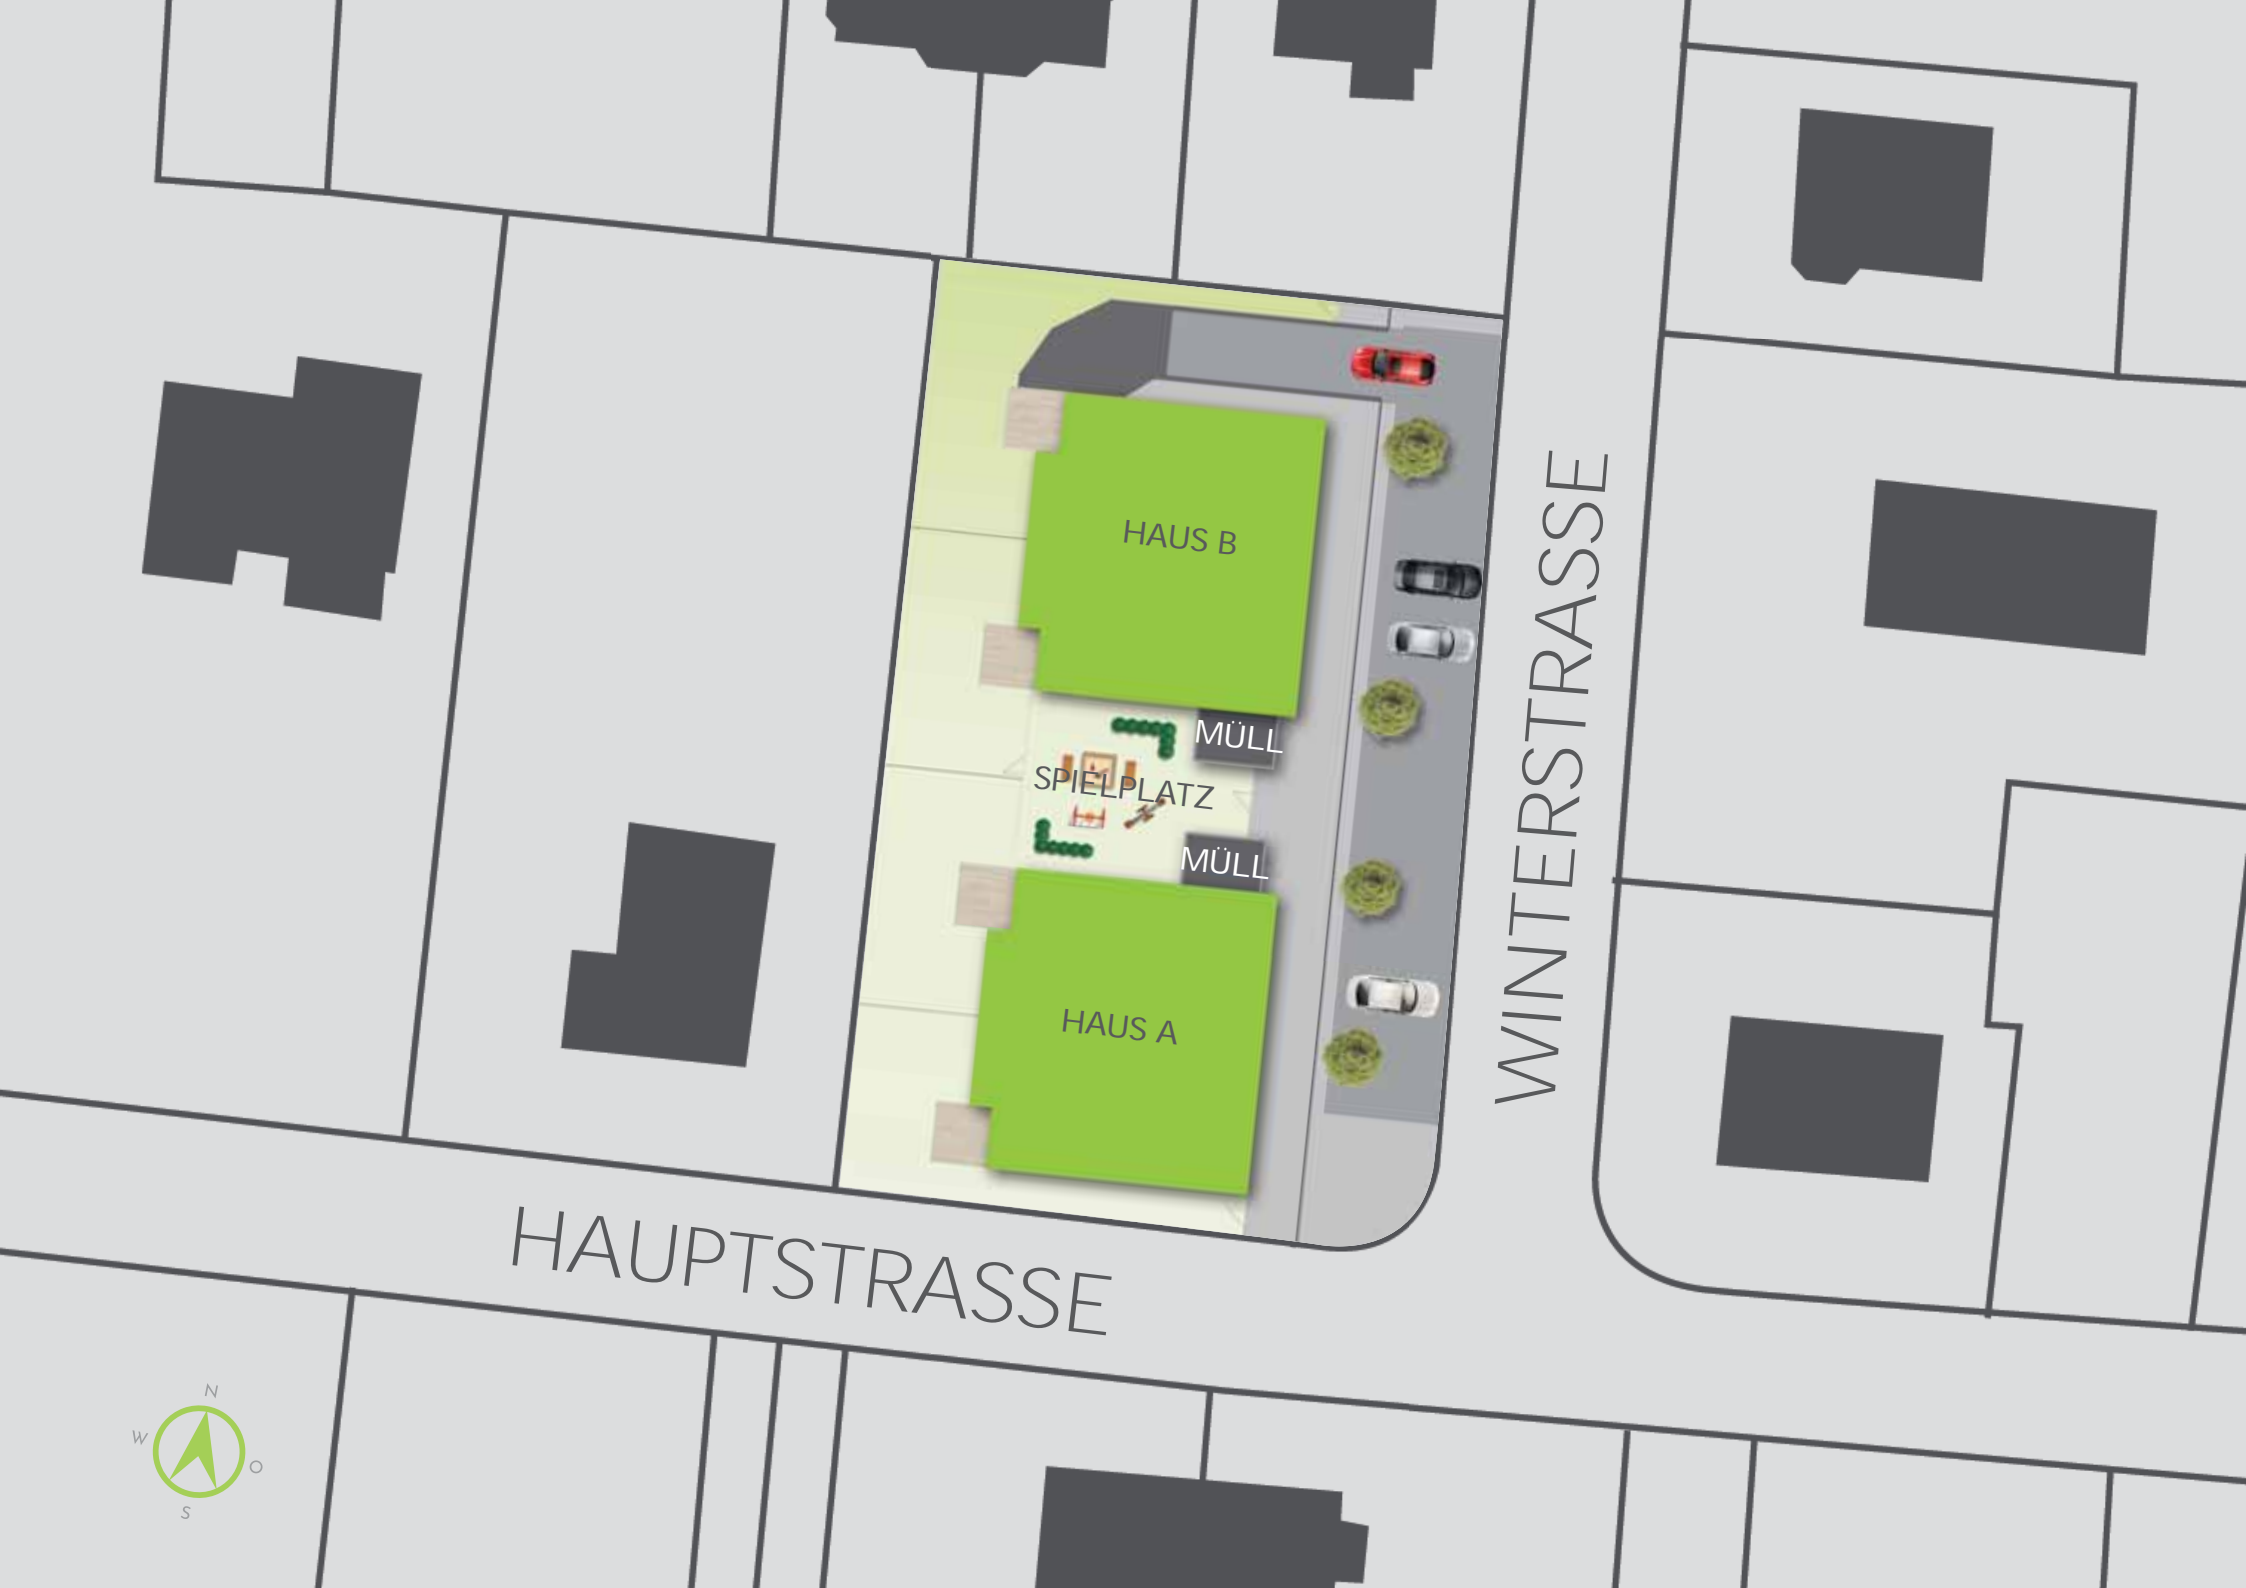 HAUS B
WINTERSTRASSE
MÜLL
SPIELPLATZ
MÜLL
HAUS A
HAUPTSTRASSE
N
W
O
S